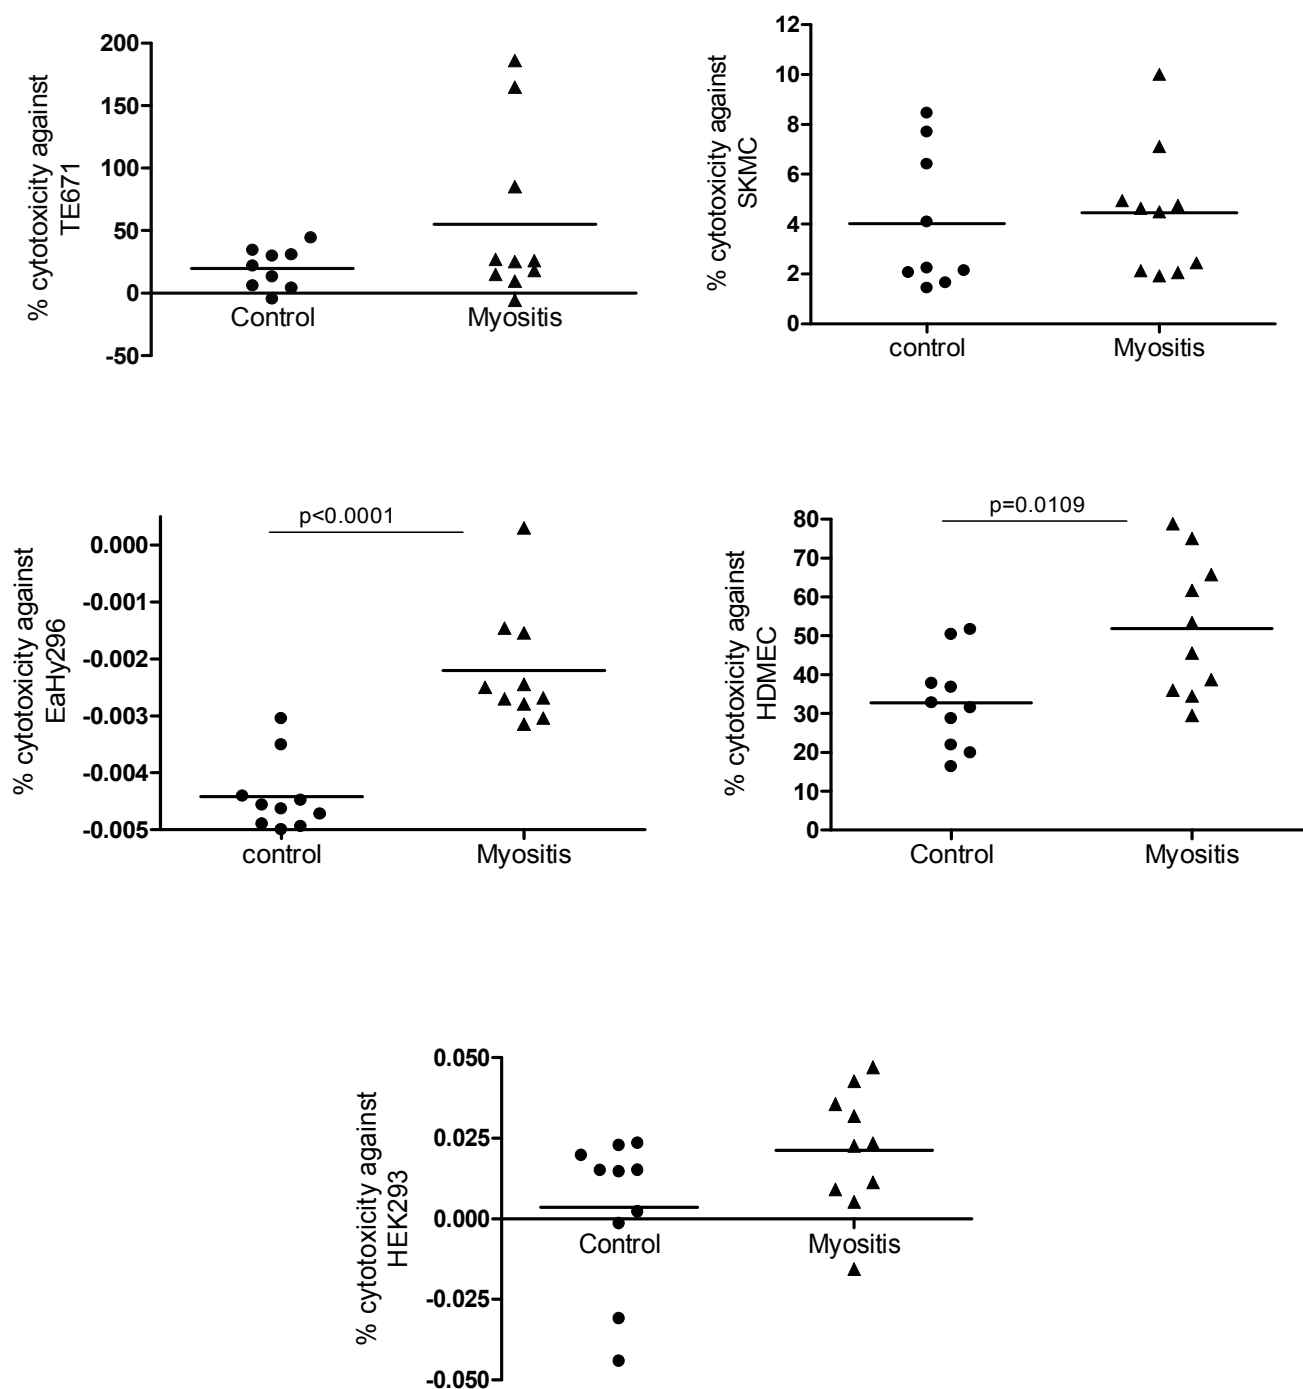 % cytotoxicity against
TE671
200
150
100
50
0
-50
Control
Myositis
% cytotoxicity against
SKMC
12
10
8
6
4
2
0
control
Myositis
% cytotoxicity against
EaHy296
p<0.0001
0.000
-0.001
-0.002
-0.003
-0.004
-0.005
control
Myositis
% cytotoxicity against
HDMEC
p=0.0109
80
70
60
50
40
30
20
10
0
Control
Myositis
% cytotoxicity against
HEK293
0.050
0.025
0.000
-0.025
-0.050
Control
Myositis